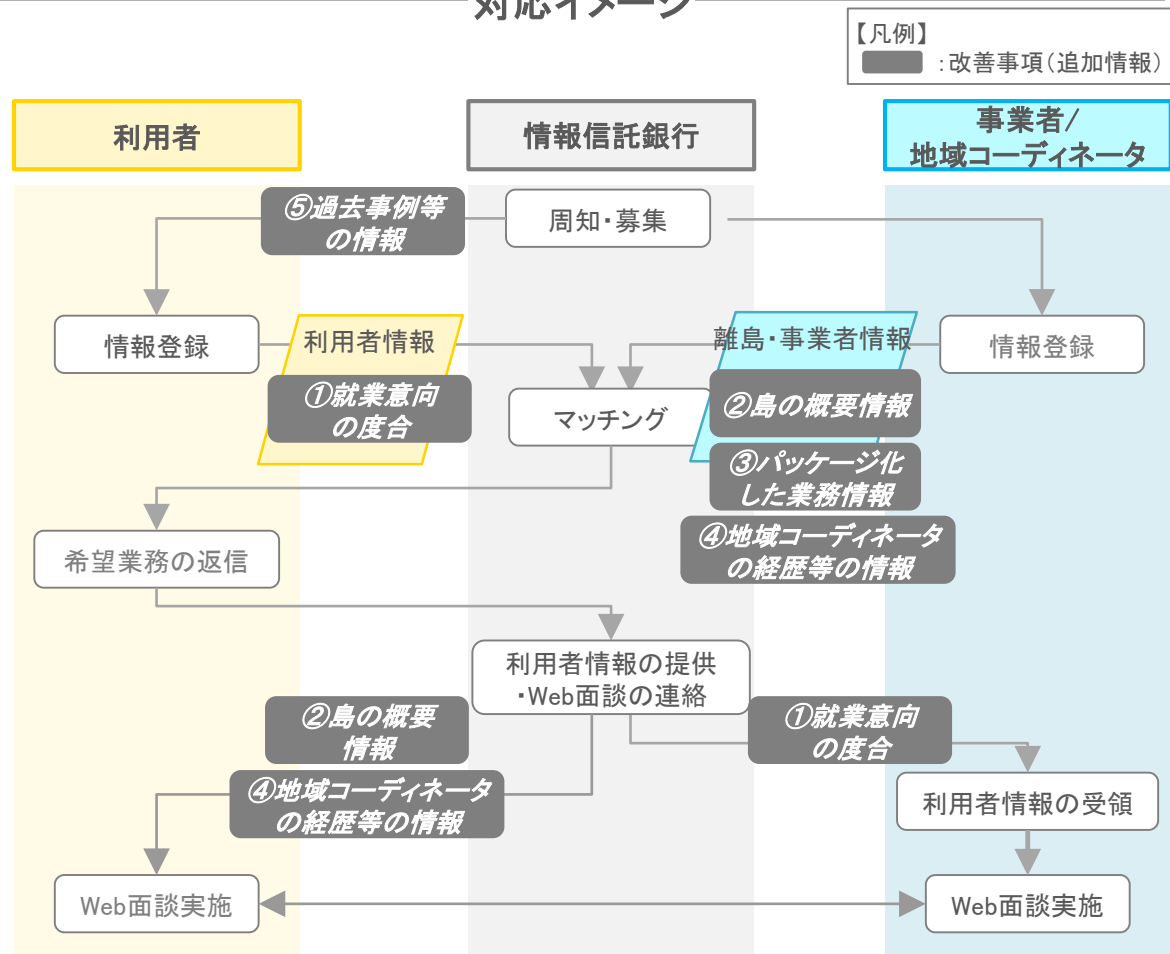 対応イメージ
【凡例】
：改善事項（追加情報）
利用者
情報信託銀行
事業者/
地域コーディネータ
⑤過去事例等
の情報
周知・募集
情報登録
利用者情報
離島・事業者情報
情報登録
①就業意向
の度合
マッチング
②島の概要情報
③パッケージ化
した業務情報
④地域コーディネータ
の経歴等の情報
希望業務の返信
利用者情報の提供
・Web面談の連絡
②島の概要
情報
①就業意向
の度合
④地域コーディネータ
の経歴等の情報
利用者情報の受領
Web面談実施
Web面談実施